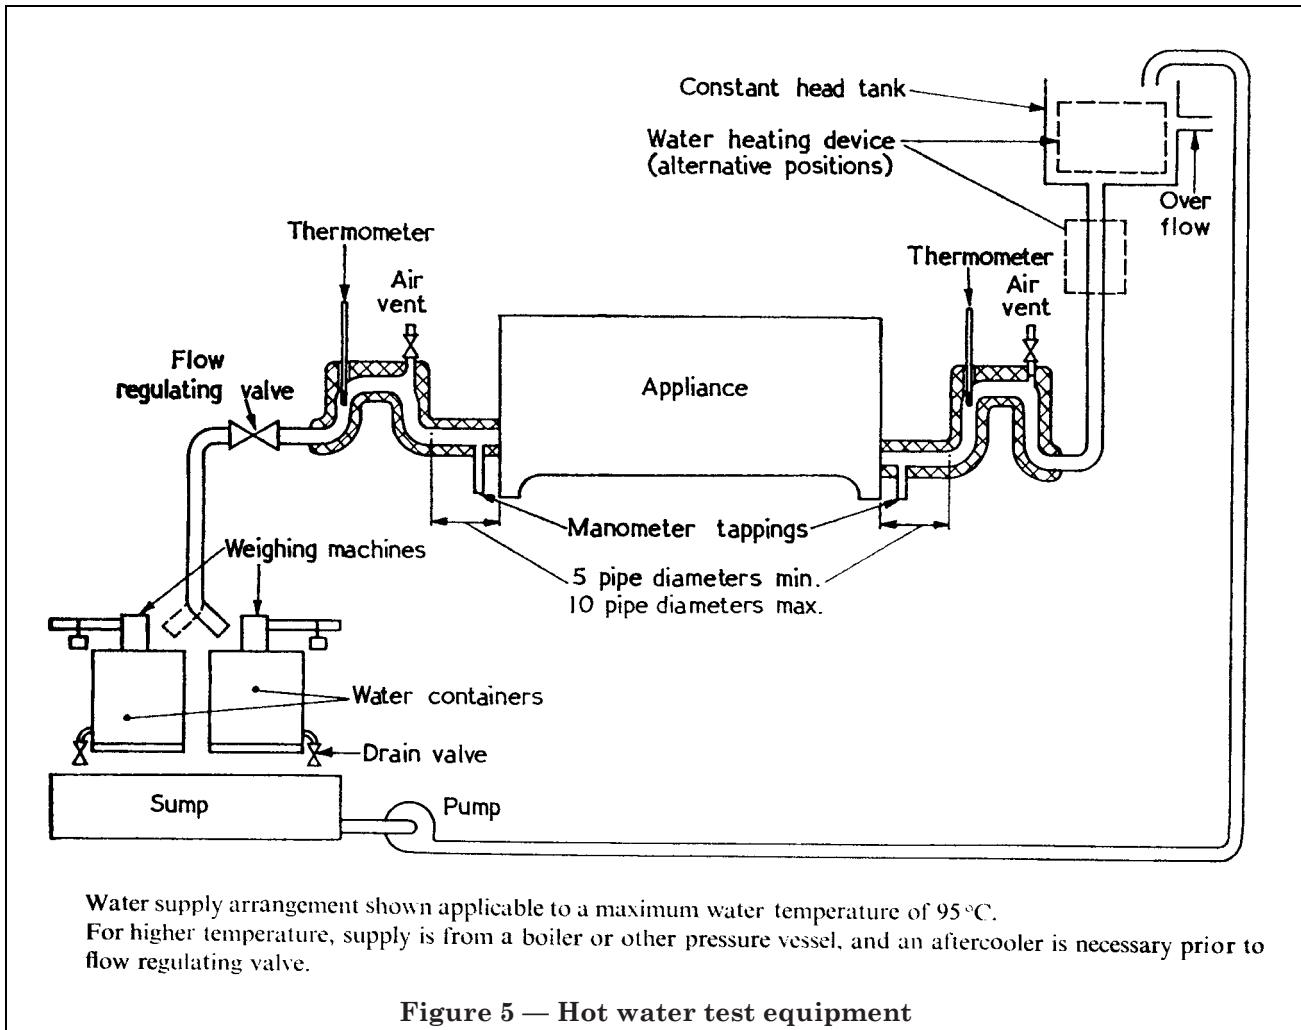 Constant head tank
Water heating device
(alternative positions)
Over
flow
Thermometer
Air
vent
Thermometer
Air
vent
Flow
regulating valve
Appliance
Manometer tappings
5 pipe diameters min.
10 pipe diameters max.
Weighing machines
Water containers
Drain valve
Sump
Pump
Water supply arrangement shown applicable to a maximum water temperature of 95 °C.
For higher temperature, supply is from a boiler or other pressure vessel, and an aftercooler is necessary prior to
flow regulating valve.
Figure 5 — Hot water test equipment